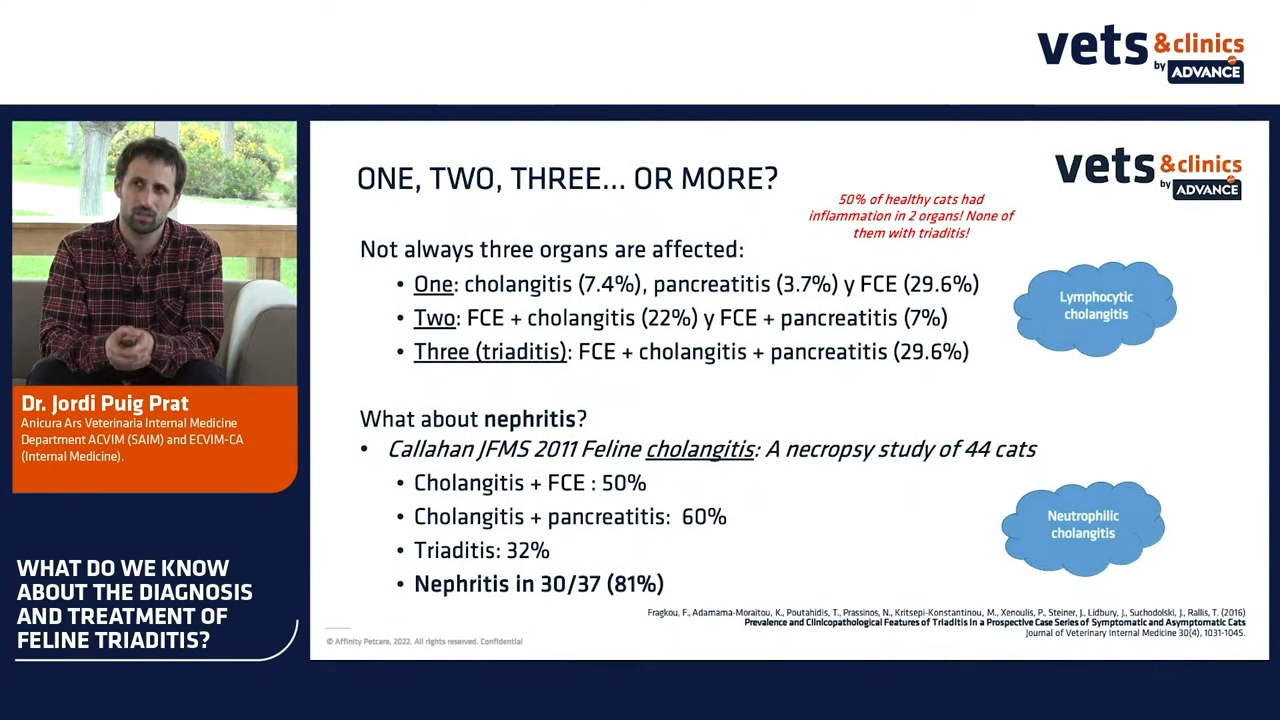 vets &clinics
by ADVANCE
vets &clinics
by ADVANCE
ONE, TWO, THREE... OR MORE?
50% of healthy cats had
inflammation in 2 organs! None of
them with triaditis!
Not always three organs are affected:
• One: cholangitis (7.4%), pancreatitis (3.7%) y FCE (29.6%)
• Two: FCE + cholangitis (22%) y FCE + pancreatitis (7%)
• Three (triaditis): FCE + cholangitis + pancreatitis (29.6%)
Lymphocytic
cholangitis
What about nephritis?
• Callahan JFMS 2011 Feline cholangitis: A necropsy study of 44 cats
• Cholangitis + FCE : 50%
• Cholangitis + pancreatitis: 60%
• Triaditis: 32%
• Nephritis in 30/37 (81%)
Neutrophilic
cholangitis
Fragkou, F., Adamama-Moraitou, K., Poutahidis, T., Prassinos, N., Kritsepi-Konstantinou, M., Xenoulis, P., Steiner, J., Lidbury, J., Suchodolski, J., Rallis, T. (2016)
Prevalence and Clinicopathological Features of Triaditis in a Prospective Case Series of Symptomatic and Asymptomatic Cats
Journal of Veterinary Internal Medicine 30(4), 1031-1045.
© Affinity Petcare, 2022. All rights reserved. Confidential
Dr. Jordi Puig Prat
Anicura Ars Veterinaria Internal Medicine
Department ACVIM (SAIM) and ECVIM-CA
(Internal Medicine).
WHAT DO WE KNOW
ABOUT THE DIAGNOSIS
AND TREATMENT OF
FELINE TRIADITIS?